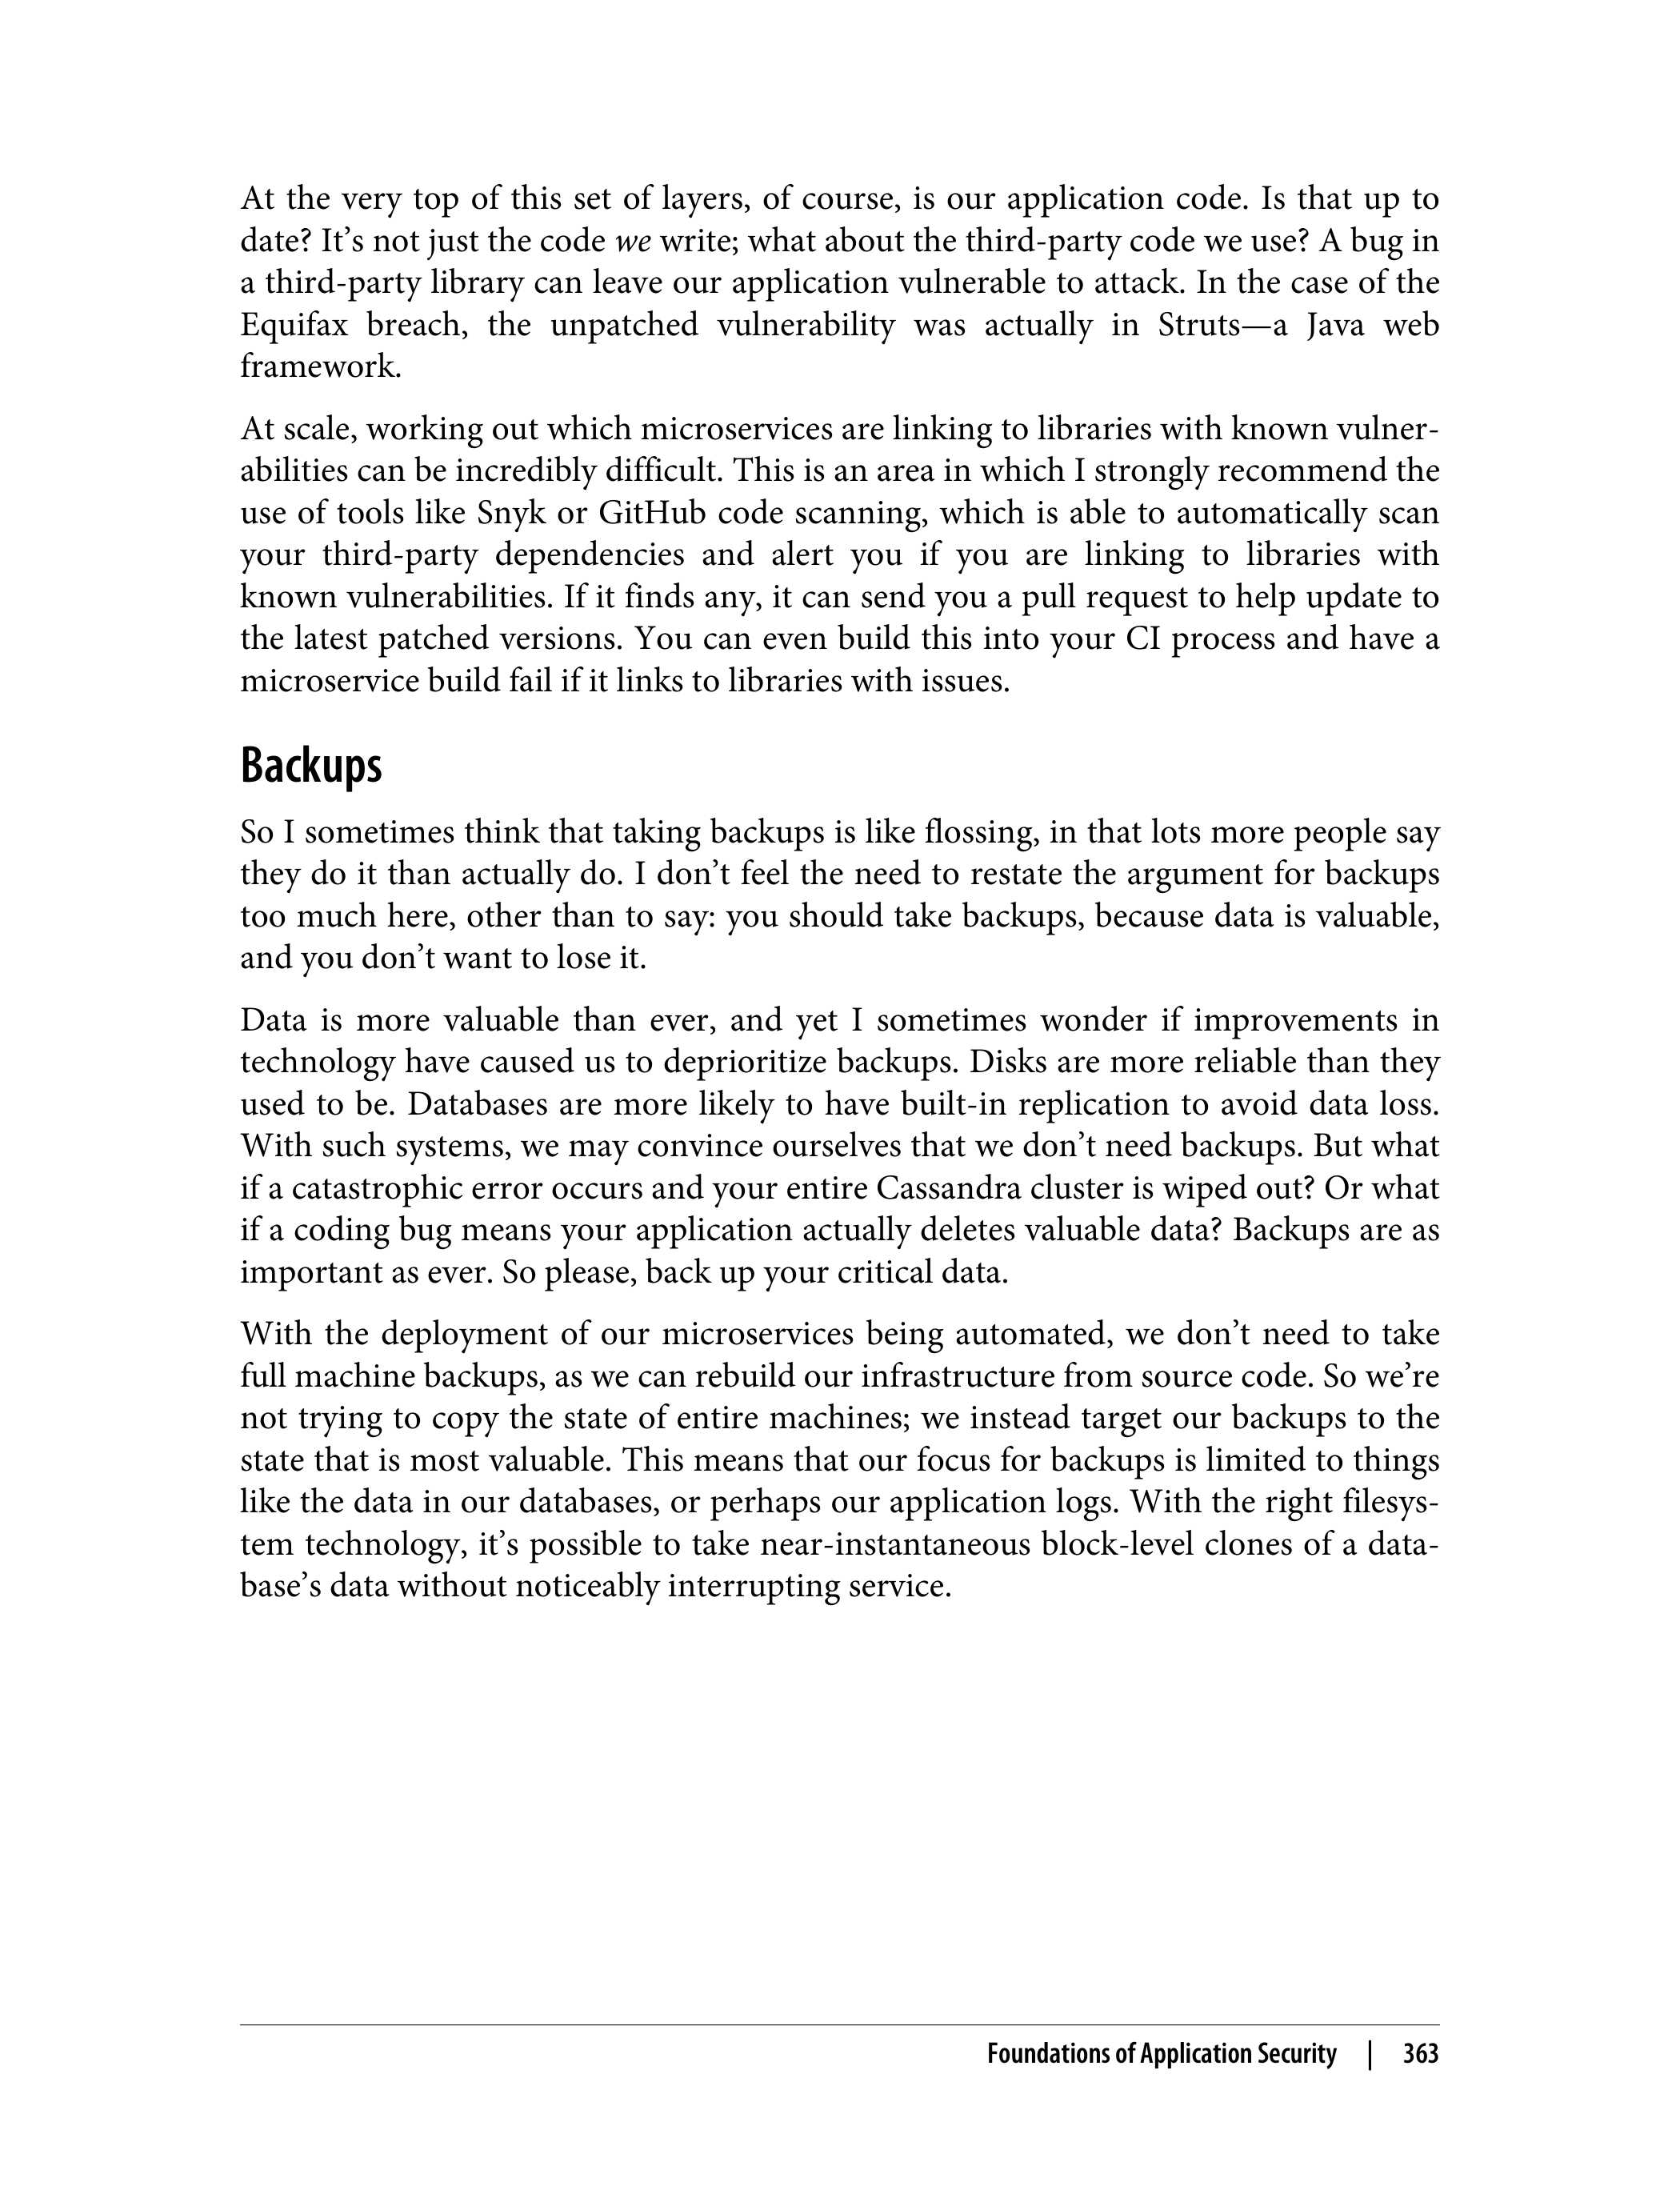 At the very top of this set of layers, of course, is our application code. Is that up to
date? It’s not just the code we write; what about the third-party code we use? A bug in
a third-party library can leave our application vulnerable to attack. In the case of the
Equifax breach, the unpatched vulnerability was actually in Struts—a Java web
framework.
At scale, working out which microservices are linking to libraries with known vulner-
abilities can be incredibly difficult. This is an area in which I strongly recommend the
use of tools like Snyk or GitHub code scanning, which is able to automatically scan
your third-party dependencies and alert you if you are linking to libraries with
known vulnerabilities. If it finds any, it can send you a pull request to help update to
the latest patched versions. You can even build this into your CI process and have a
microservice build fail if it links to libraries with issues.
Backups
So I sometimes think that taking backups is like flossing, in that lots more people say
they do it than actually do. I don’t feel the need to restate the argument for backups
too much here, other than to say: you should take backups, because data is valuable,
and you don’t want to lose it.
Data is more valuable than ever, and yet I sometimes wonder if improvements in
technology have caused us to deprioritize backups. Disks are more reliable than they
used to be. Databases are more likely to have built-in replication to avoid data loss.
With such systems, we may convince ourselves that we don’t need backups. But what
if a catastrophic error occurs and your entire Cassandra cluster is wiped out? Or what
if a coding bug means your application actually deletes valuable data? Backups are as
important as ever. So please, back up your critical data.
With the deployment of our microservices being automated, we don’t need to take
full machine backups, as we can rebuild our infrastructure from source code. So we’re
not trying to copy the state of entire machines; we instead target our backups to the
state that is most valuable. This means that our focus for backups is limited to things
like the data in our databases, or perhaps our application logs. With the right filesys-
tem technology, it’s possible to take near-instantaneous block-level clones of a data-
base’s data without noticeably interrupting service.
Foundations of Application Security | 363